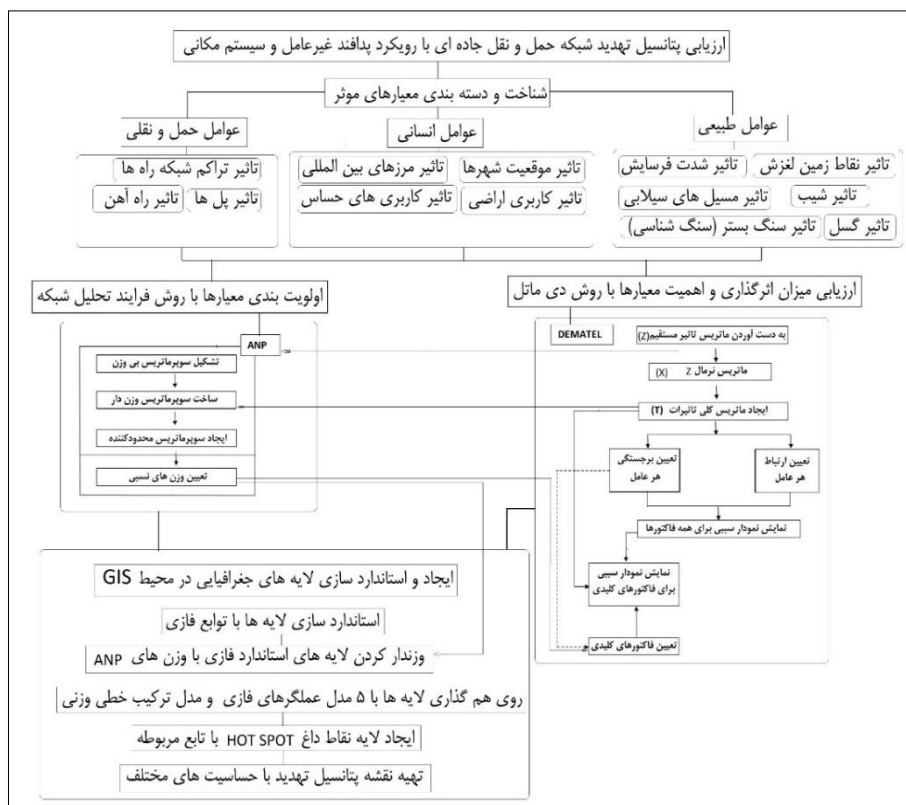 ارزیابی پتانسیل تهدید شبکه حمل و نقل جاده ای با رویکرد پدافند غیرعامل و سیستم مکانی
شناخت و دسته بندی معیارهای موثر
عوامل طبیعی
تاثیر نقاط زمین لغزش
تاثیر شدت فرسایش
تاثیر شیب
تاثیر مسیل های سیلابی
تاثیر گسل
تاثیر سنگ بستر (سنگ شناسی)
عوامل انسانی
تاثیر موقعیت شهرها
تاثیر مرزهای بین المللی
تاثیر کاربری اراضی
تاثیر کاربری های حساس
عوامل حمل و نقلی
تاثیر تراکم شبکه راه ها
تاثیر پل ها
تاثیر راه آهن
ارزیابی میزان اثرگذاری و اهمیت معیارها با روش دی ماتل
DEMATEL
به دست آوردن ماتریس تاثیر مستقیم(Z)
ماتریس نرمال Z (X)
ایجاد ماتریس کلی تاثیرات (T)
تعیین ارتباط
هر عامل
تعیین برجستگی
هر عامل
نمایش نمودار سببی برای همه فاکتورها
نمایش نمودار سببی
برای فاکتورهای کلیدی
تعیین فاکتورهای کلیدی
اولویت بندی معیارها با روش فرایند تحلیل شبکه
ANP
تشکیل سوپرماتریس بی وزن
ساخت سوپرماتریس وزن دار
ایجاد سوپرماتریس محدودکننده
تعیین وزن های نسبی
ایجاد و استاندارد سازی لایه های جغرافیایی در محیط GIS
استاندارد سازی لایه ها با توابع فازی
وزندار کردن لایه های استاندارد فازی با وزن های ANP
روی هم گذاری لایه ها با ۵ مدل عملگرهای فازی و مدل ترکیب خطی وزنی
ایجاد لایه نقاط داغ HOT SPOT با تابع مربوطه
تهیه نقشه پتانسیل تهدید با حساسیت های مختلف